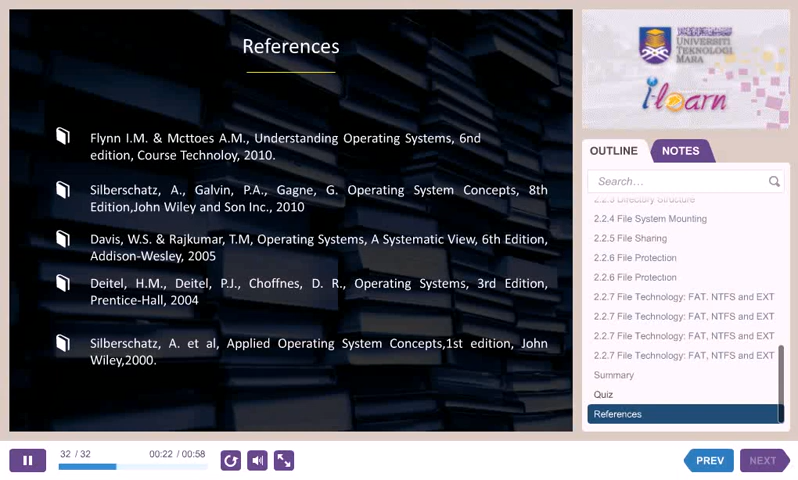 References
Flynn I.M. & Mcttoes A.M., Understanding Operating Systems, 6nd
edition, Course Technoloy, 2010.
Silberschatz, A., Galvin, P.A., Gagne, G. Operating System Concepts, 8th
Edition,John Wiley and Son Inc., 2010
Davis, W.S. & Rajkumar, T.M, Operating Systems, A Systematic View, 6th Edition,
Addison-Wesley, 2005
Deitel, H.M., Deitel, P.J., Choffnes, D. R., Operating Systems, 3rd Edition,
Prentice-Hall, 2004
Silberschatz, A. et al, Applied Operating System Concepts,1st edition, John
Wiley,2000.
UNIVERSITI
TEKNOLOGI
MARA
i-learn
OUTLINE
NOTES
Search...
2.2.3 Directory Structure
2.2.4 File System Mounting
2.2.5 File Sharing
2.2.6 File Protection
2.2.6 File Protection
2.2.7 File Technology: FAT, NTFS and EXT
2.2.7 File Technology: FAT, NTFS and EXT
2.2.7 File Technology: FAT, NTFS and EXT
2.2.7 File Technology: FAT, NTFS and EXT
Summary
Quiz
References
32 / 32
00:22 / 00:58
PREV
NEXT